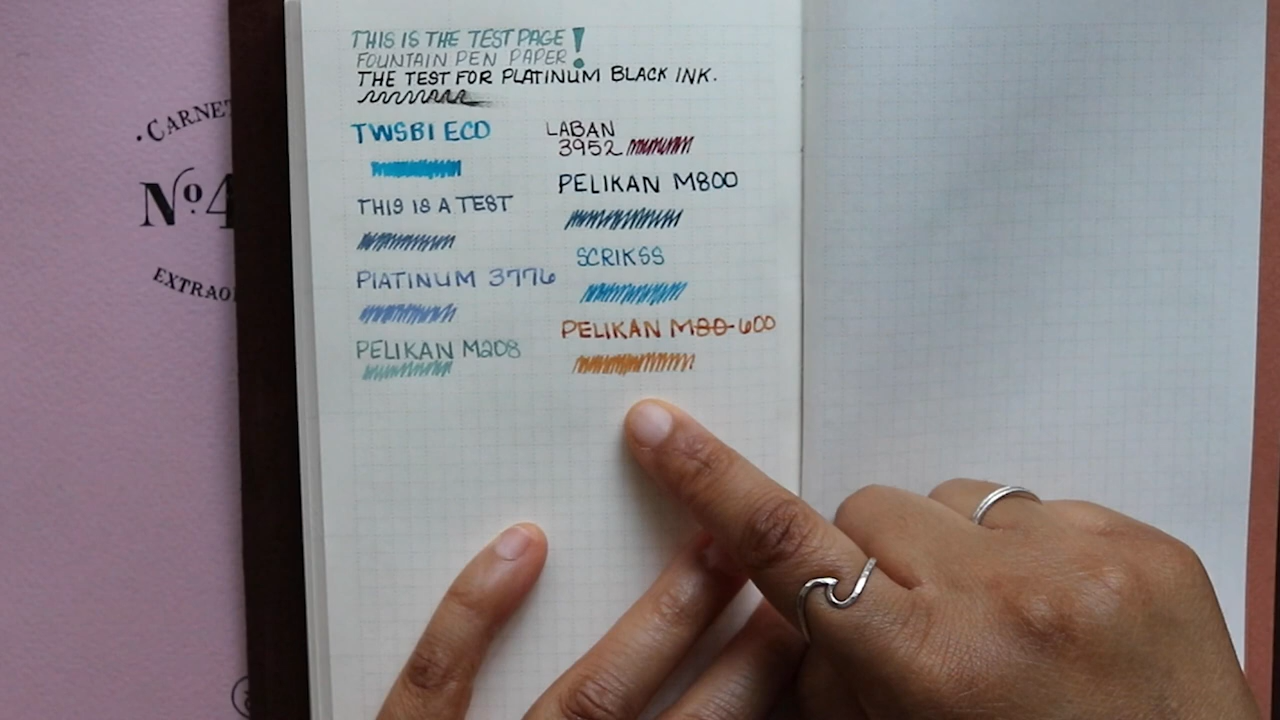 THIS IS THE TEST PAGE!
FOUNTAIN PEN PAPER
THE TEST FOR PLATINUM BLACK INK.
TWSBI ECO
THIS IS A TEST
PLATINUM 3776
PELIKAN M208
LABAN
3952
PELIKAN M800
SCRIKSS
PELIKAN M80 600
· CARNET
Nº4